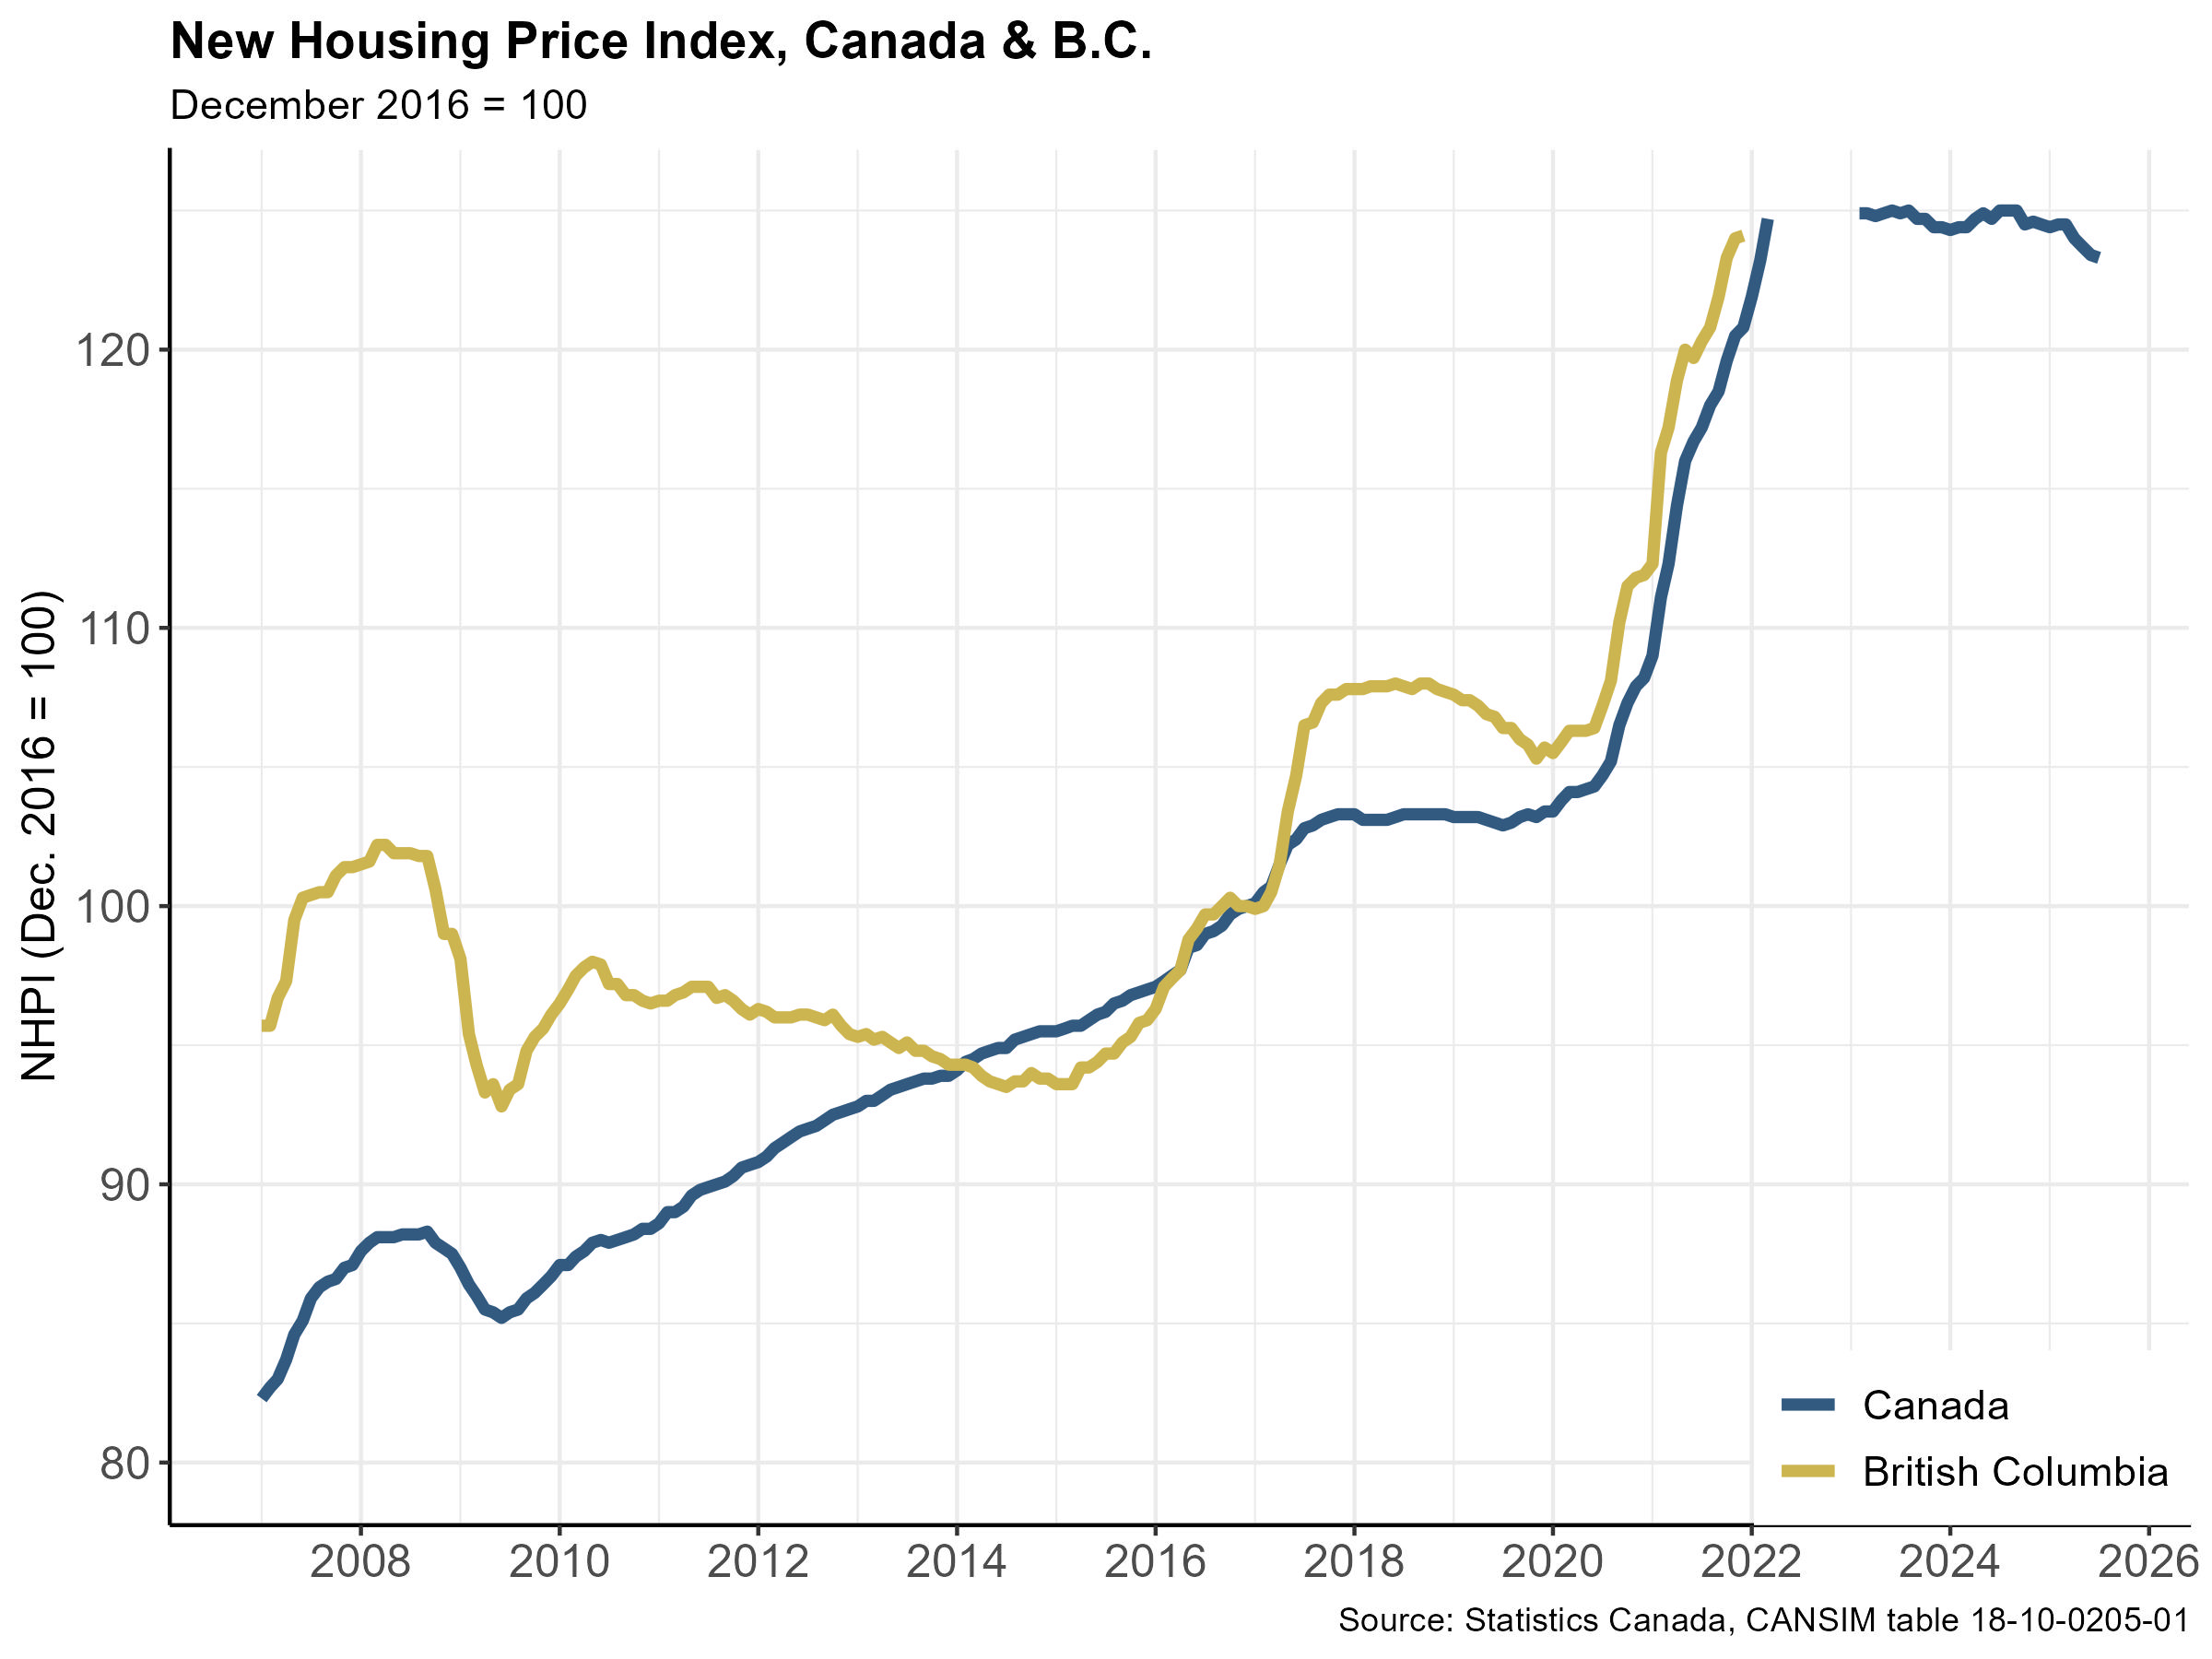 New Housing Price Index, Canada & B.C.
December 2016 = 100
NHPI (Dec. 2016 = 100)
120
110
100
90
80
Canada
British Columbia
2008 2010 2012 2014 2016 2018 2020 2022 2024 2026
Source: Statistics Canada, CANSIM table 18-10-0205-01